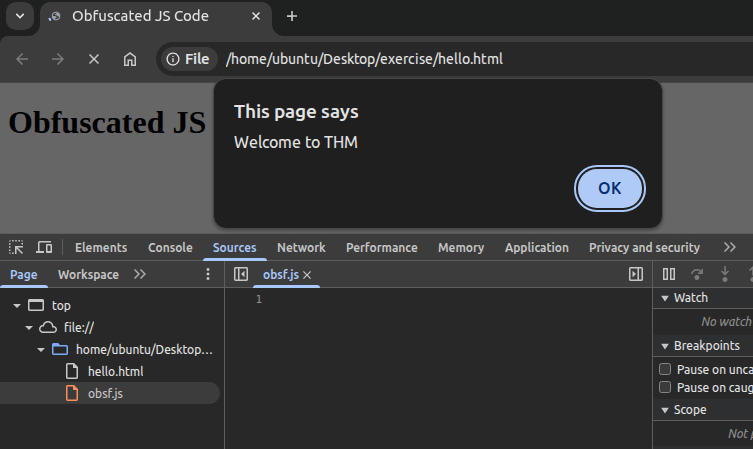 Obfuscated JS Code
File /home/ubuntu/Desktop/exercise/hello.html
Obfuscated JS
This page says
Welcome to THM
OK
Elements Console Sources Network Performance Memory Application Privacy and security
Page Workspace obsf.js
top
file://
home/ubuntu/Desktop...
hello.html
obsf.js
1
Watch
No watch
Breakpoints
Pause on unca
Pause on caug
Scope
Not